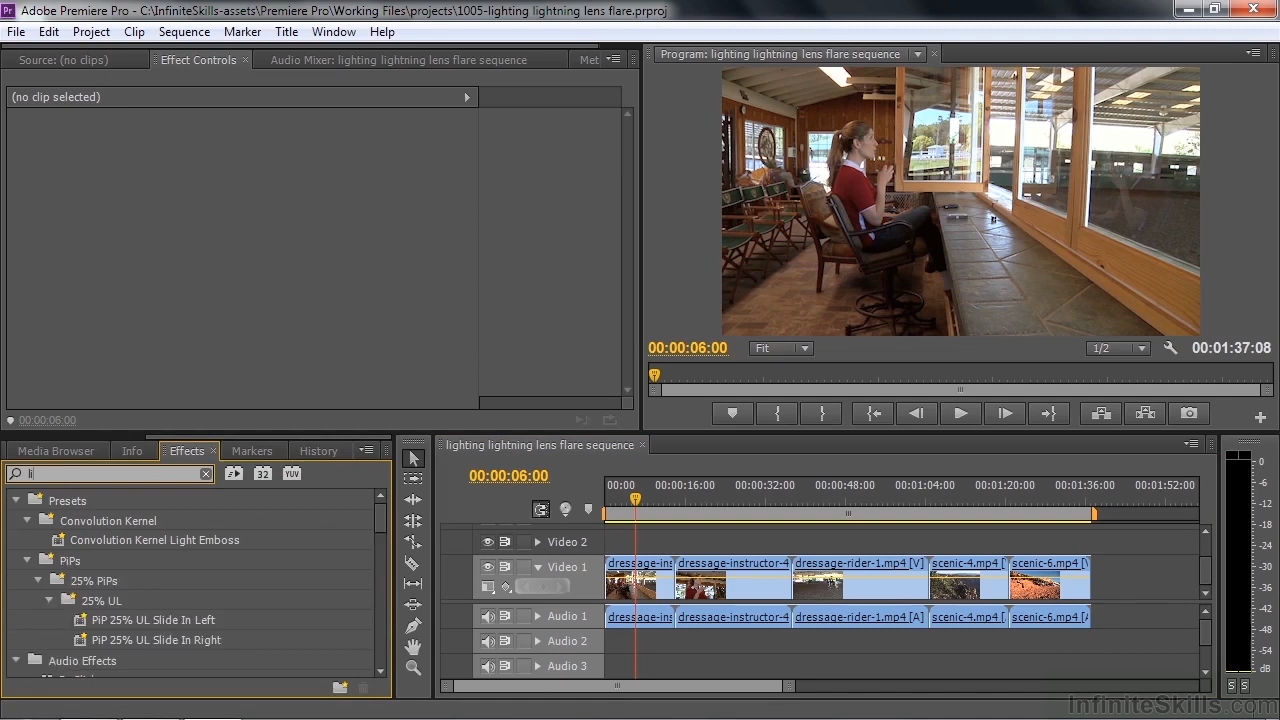 Adobe Premiere Pro - C:\InfiniteSkills-assets\Premiere Pro\Working Files\projects\1005-lighting lightning lens flare.prproj
File Edit Project Clip Sequence Marker Title Window Help
Source: (no clips) Effect Controls Audio Mixer: lighting lightning lens flare sequence Met
Program: lighting lightning lens flare sequence
(no clip selected)
00:00:06:00 Fit 1/2 00:01:37:08
00:00:06:00
Media Browser Info Effects Markers History
li 32 YUV
Presets
Convolution Kernel
Convolution Kernel Light Emboss
PiPs
25% PiPs
25% UL
PiP 25% UL Slide In Left
PiP 25% UL Slide In Right
Audio Effects
lighting lightning lens flare sequence
00:00:06:00
00:00 00:00:16:00 00:00:32:00 00:00:48:00 00:01:04:00 00:01:20:00 00:01:36:00 00:01:52:00
Video 2
Video 1
dressage-ins dressage-instructor-4 dressage-rider-1.mp4 [V] scenic-4.mp4 [ scenic-6.mp4 [V
Audio 1
dressage-ins dressage-instructor-4 dressage-rider-1.mp4 [A] scenic-4.mp4 [ scenic-6.mp4 [A
Audio 2
Audio 3
0
-6
-12
-18
-24
-30
-36
-42
-48
-54
dB
S S
InfiniteSkills.com